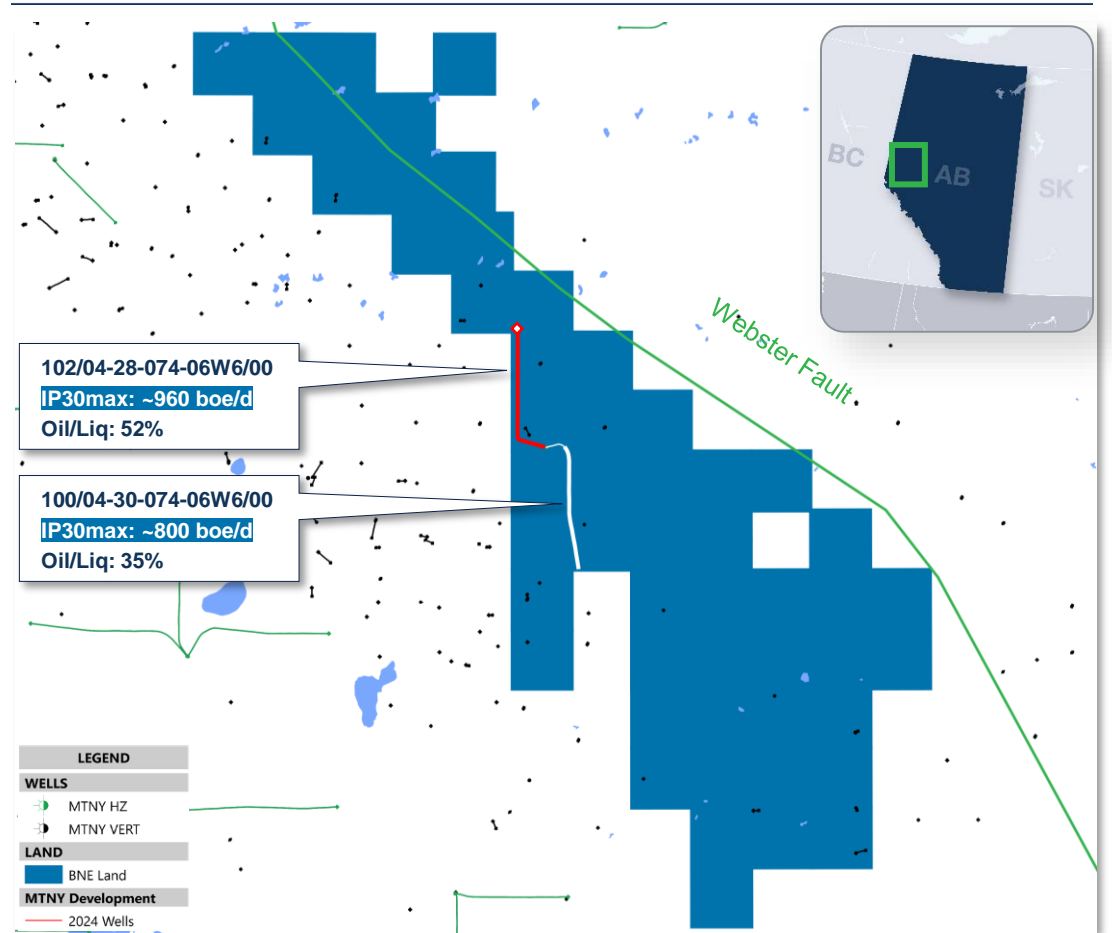 BC
AB
SK
Webster Fault
102/04-28-074-06W6/00
IP30max: ~960 boe/d
Oil/Liq: 52%
100/04-30-074-06W6/00
IP30max: ~800 boe/d
Oil/Liq: 35%
LEGEND
WELLS
MTNY HZ
MTNY VERT
LAND
BNE Land
MTNY Development
2024 Wells